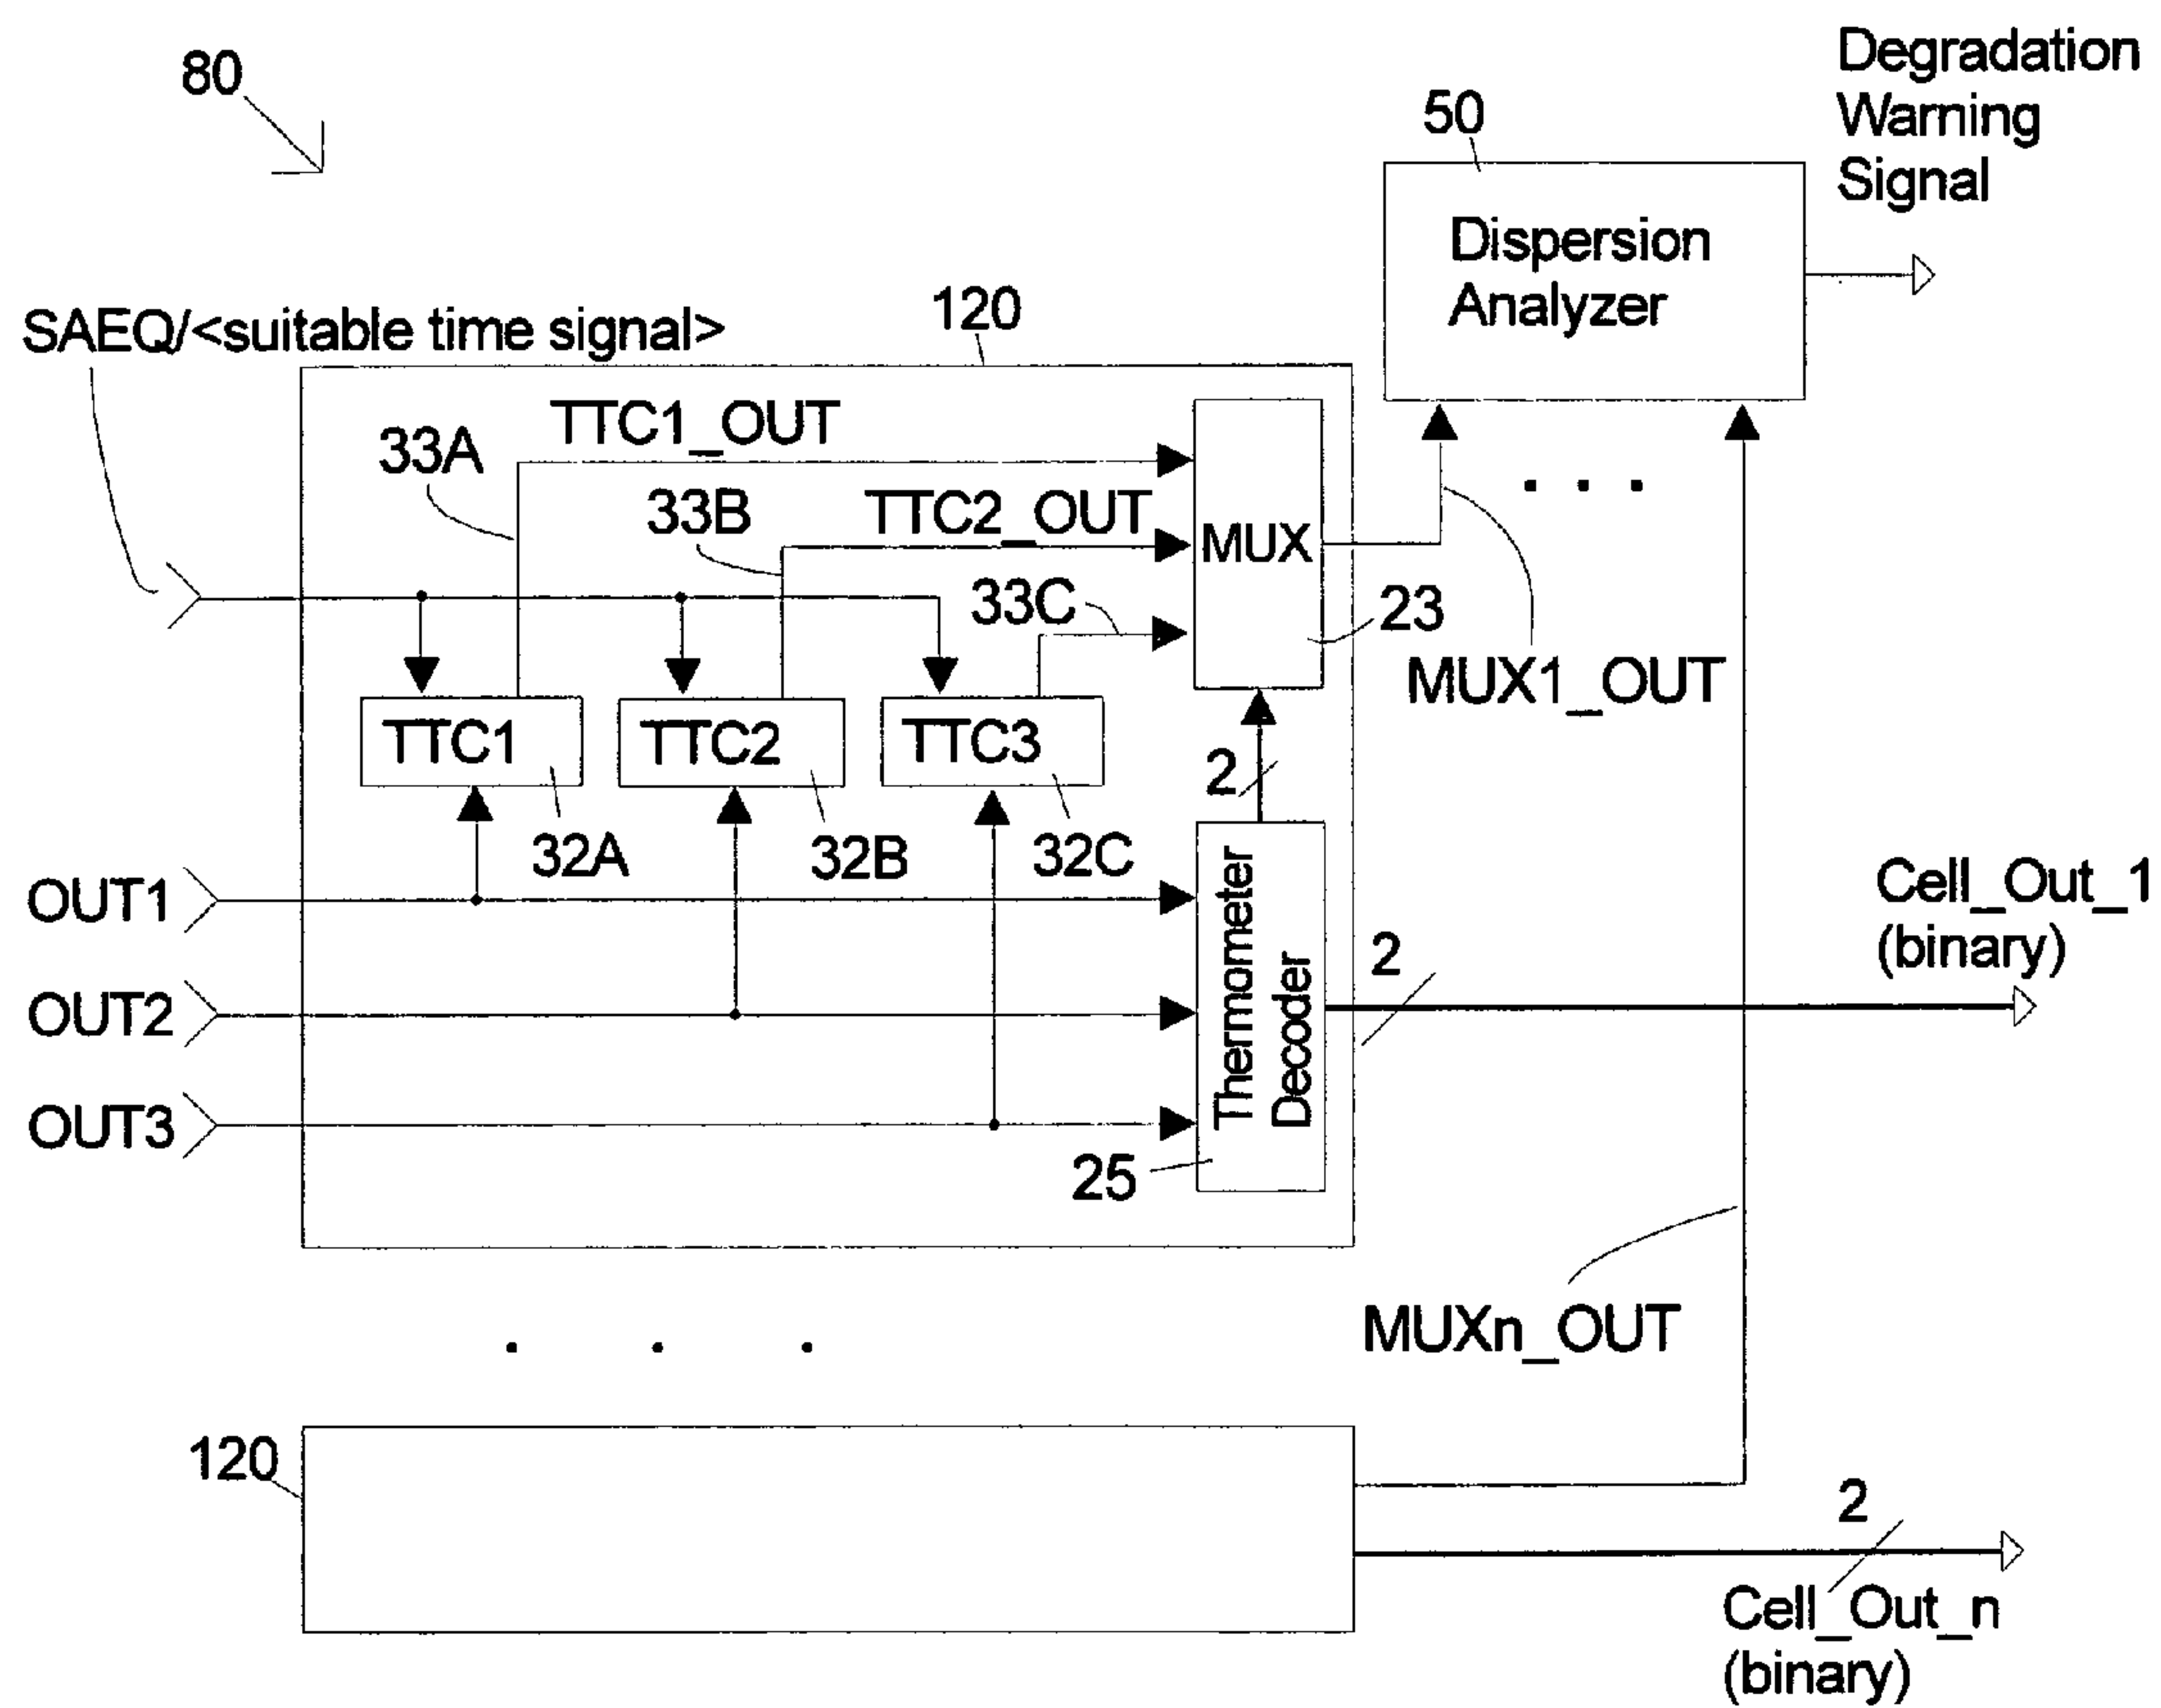 80
Degradation
Warning
Signal
50
Dispersion
Analyzer
SAEQ/<suitable time signal>
120
TTC1_OUT
33A
33B
TTC2_OUT
MUX
33C
23
MUX1_OUT
TTC1
TTC2
TTC3
2
32A
32B
32C
OUT1
Thermometer
Decoder
Cell_Out_1
(binary)
2
OUT2
OUT3
25
MUXn_OUT
120
2
Cell_Out_n
(binary)